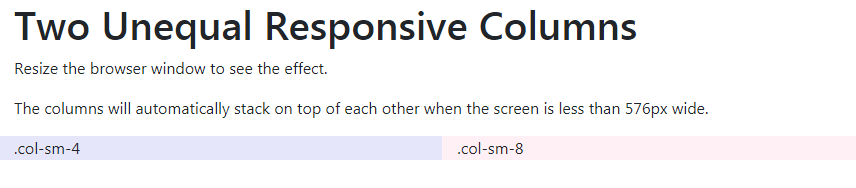 Two Unequal Responsive Columns
Resize the browser window to see the effect.
The columns will automatically stack on top of each other when the screen is less than 576px wide.
.col-sm-4 .col-sm-8